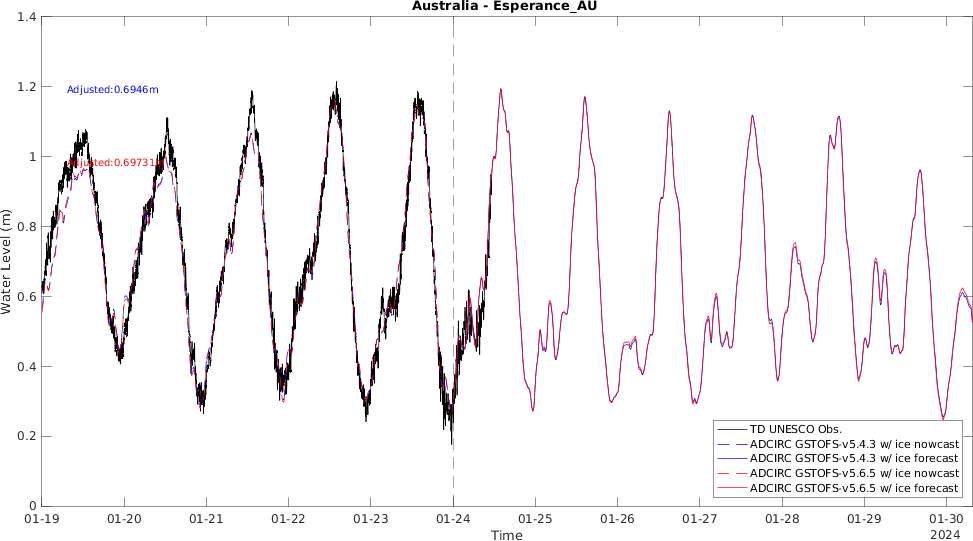 Australia - Esperance_AU
1.4
1.2
1
0.8
0.6
0.4
0.2
0
Water Level (m)
Adjusted:0.6946m
Adjusted:0.69731
TD UNESCO Obs.
ADCIRC GSTOFS-v5.4.3 w/ ice nowcast
ADCIRC GSTOFS-v5.4.3 w/ ice forecast
ADCIRC GSTOFS-v5.6.5 w/ ice nowcast
ADCIRC GSTOFS-v5.6.5 w/ ice forecast
01-19 01-20 01-21 01-22 01-23 01-24 01-25 01-26 01-27 01-28 01-29 01-30
Time
2024